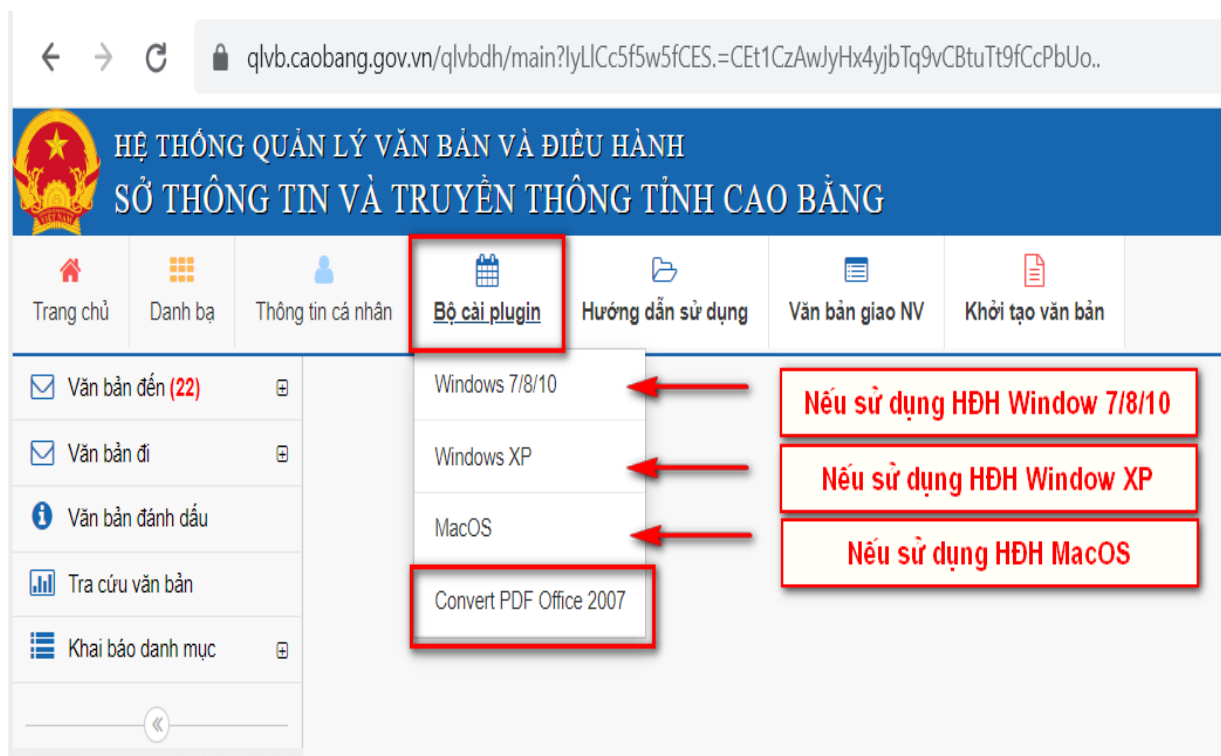 qlvb.caobang.gov.vn/qlvbdh/main?IyLlCc5f5w5fCES.=CEt1CzAwJyHx4yjbTq9vCBtuTt9fCcPbUo..
HỆ THỐNG QUẢN LÝ VĂN BẢN VÀ ĐIỀU HÀNH
SỞ THÔNG TIN VÀ TRUYỀN THÔNG TỈNH CAO BẰNG
Trang chủ
Danh bạ
Thông tin cá nhân
Bộ cài plugin
Hướng dẫn sử dụng
Văn bản giao NV
Khởi tạo văn bản
Văn bản đến (22)
Văn bản đi
Văn bản đánh dấu
Tra cứu văn bản
Khai báo danh mục
Windows 7/8/10
Windows XP
MacOS
Convert PDF Office 2007
Nếu sử dụng HĐH Window 7/8/10
Nếu sử dụng HĐH Window XP
Nếu sử dụng HĐH MacOS